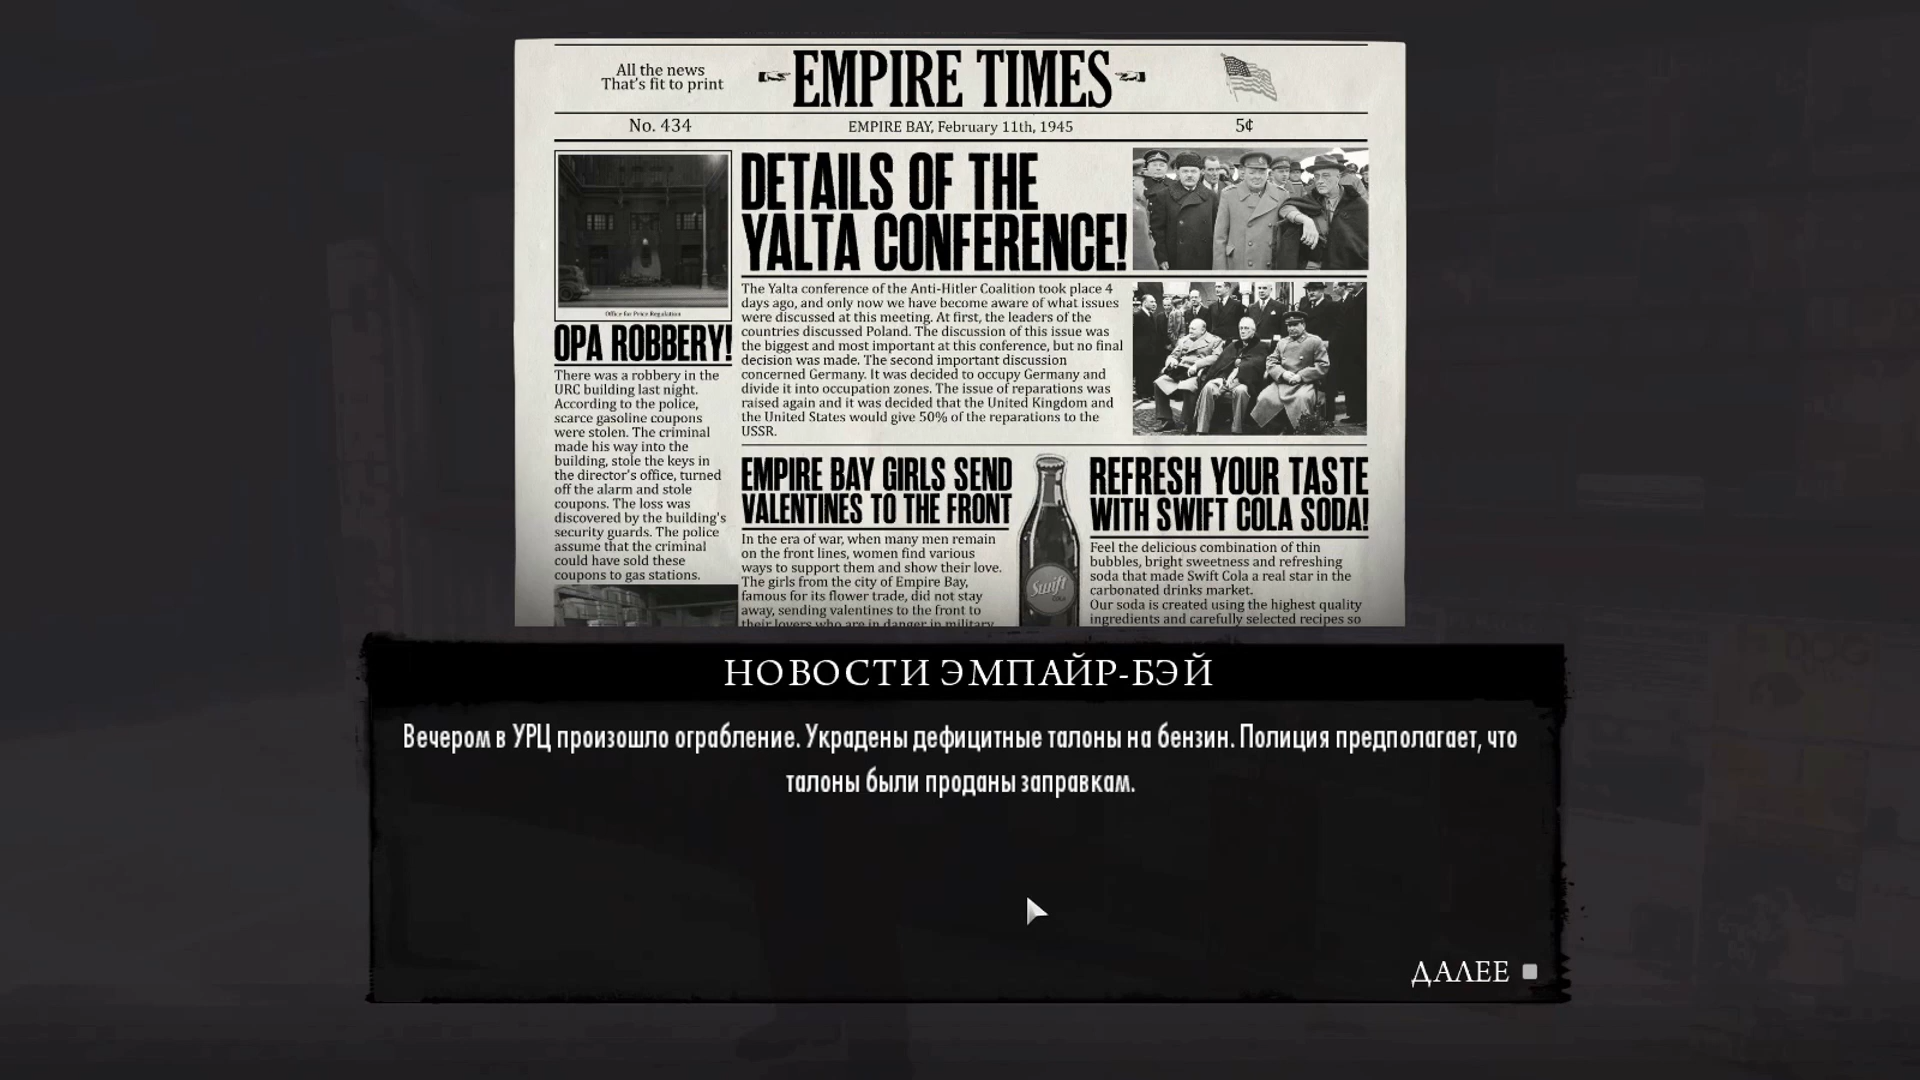 All the news
That's fit to print
EMPIRE TIMES
No. 434
EMPIRE BAY, February 11th, 1945
5¢
Office for Price Regulation
OPA ROBBERY!
There was a robbery in the
URC building last night.
According to the police,
scarce gasoline coupons
were stolen. The criminal
made his way into the
building, stole the keys in
the director's office, turned
off the alarm and stole
coupons. The loss was
discovered by the building's
security guards. The police
assume that the criminal
could have sold these
coupons to gas stations.
DETAILS OF THE
YALTA CONFERENCE!
The Yalta conference of the Anti-Hitler Coalition took place 4
days ago, and only now we have become aware of what issues
were discussed at this meeting. At first, the leaders of the
countries discussed Poland. The discussion of this issue was
the biggest and most important at this conference, but no final
decision was made. The second important discussion
concerned Germany. It was decided to occupy Germany and
divide it into occupation zones. The issue of reparations was
raised again and it was decided that the United Kingdom and
the United States would give 50% of the reparations to the
USSR.
EMPIRE BAY GIRLS SEND
VALENTINES TO THE FRONT
In the era of war, when many men remain
on the front lines, women find various
ways to support them and show their love.
The girls from the city of Empire Bay,
famous for its flower trade, did not stay
away, sending valentines to the front to
their lovers who are in danger in military
Swift
COLA
REFRESH YOUR TASTE
WITH SWIFT COLA SODA!
Feel the delicious combination of thin
bubbles, bright sweetness and refreshing
soda that made Swift Cola a real star in the
carbonated drinks market.
Our soda is created using the highest quality
ingredients and carefully selected recipes so
НОВОСТИ ЭМПАЙР-БЭЙ
Вечером в УРЦ произошло ограбление. Украдены дефицитные талоны на бензин. Полиция предполагает, что
талоны были проданы заправкам.
ДАЛЕЕ